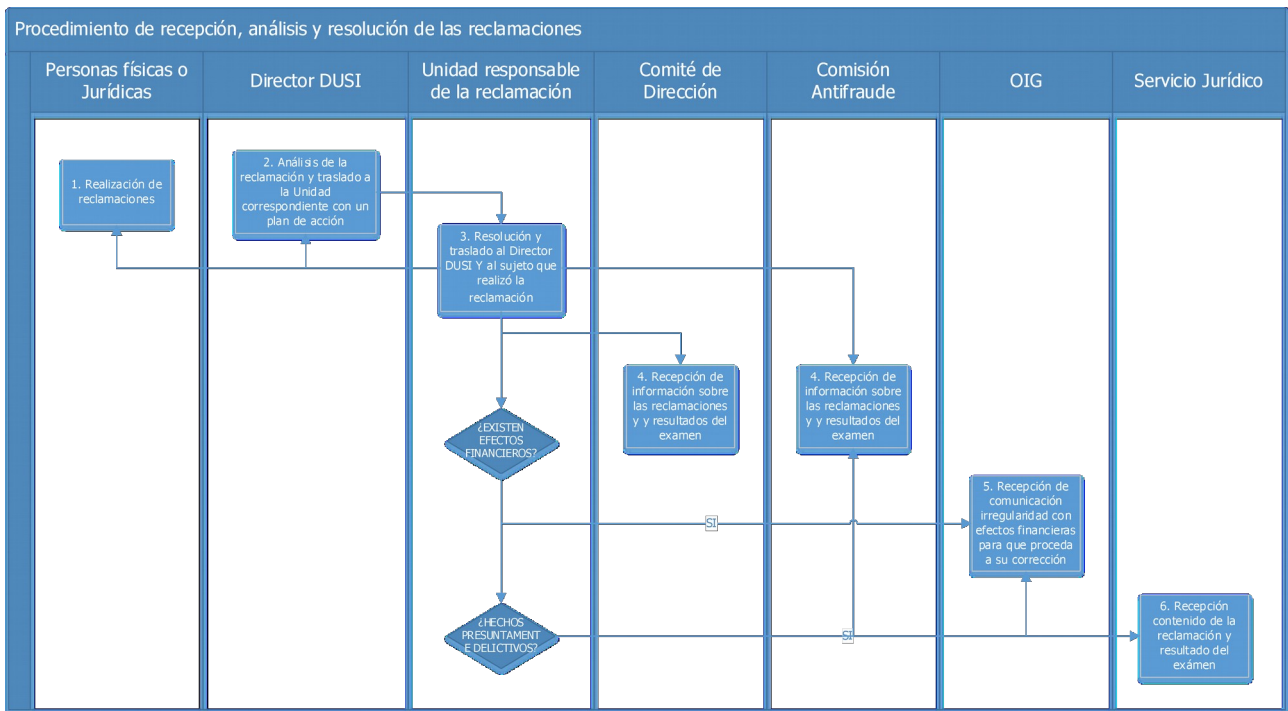 Procedimiento de recepción, análisis y resolución de las reclamaciones
Personas físicas o
Jurídicas
Director DUSI
Unidad responsable
de la reclamación
Comité de
Dirección
Comisión
Antifraude
OIG
Servicio Jurídico
1. Realización de
reclamaciones
2. Análisis de la
reclamación y traslado a
la Unidad
correspondiente con un
plan de acción
3. Resolución y
traslado al Director
DUSI Y al sujeto que
realizó la
reclamación
4. Recepción de
información sobre
las reclamaciones
y y resultados del
examen
4. Recepción de
información sobre
las reclamaciones
y y resultados del
examen
¿EXISTEN
EFECTOS
FINANCIEROS?
SI
5. Recepción de
comunicación
irregularidad con
efectos financieras
para que proceda
a su corrección
¿HECHOS
PRESUNTAMENT
E DELICTIVOS?
SI
6. Recepción
contenido de la
reclamación y
resultado del
exámen